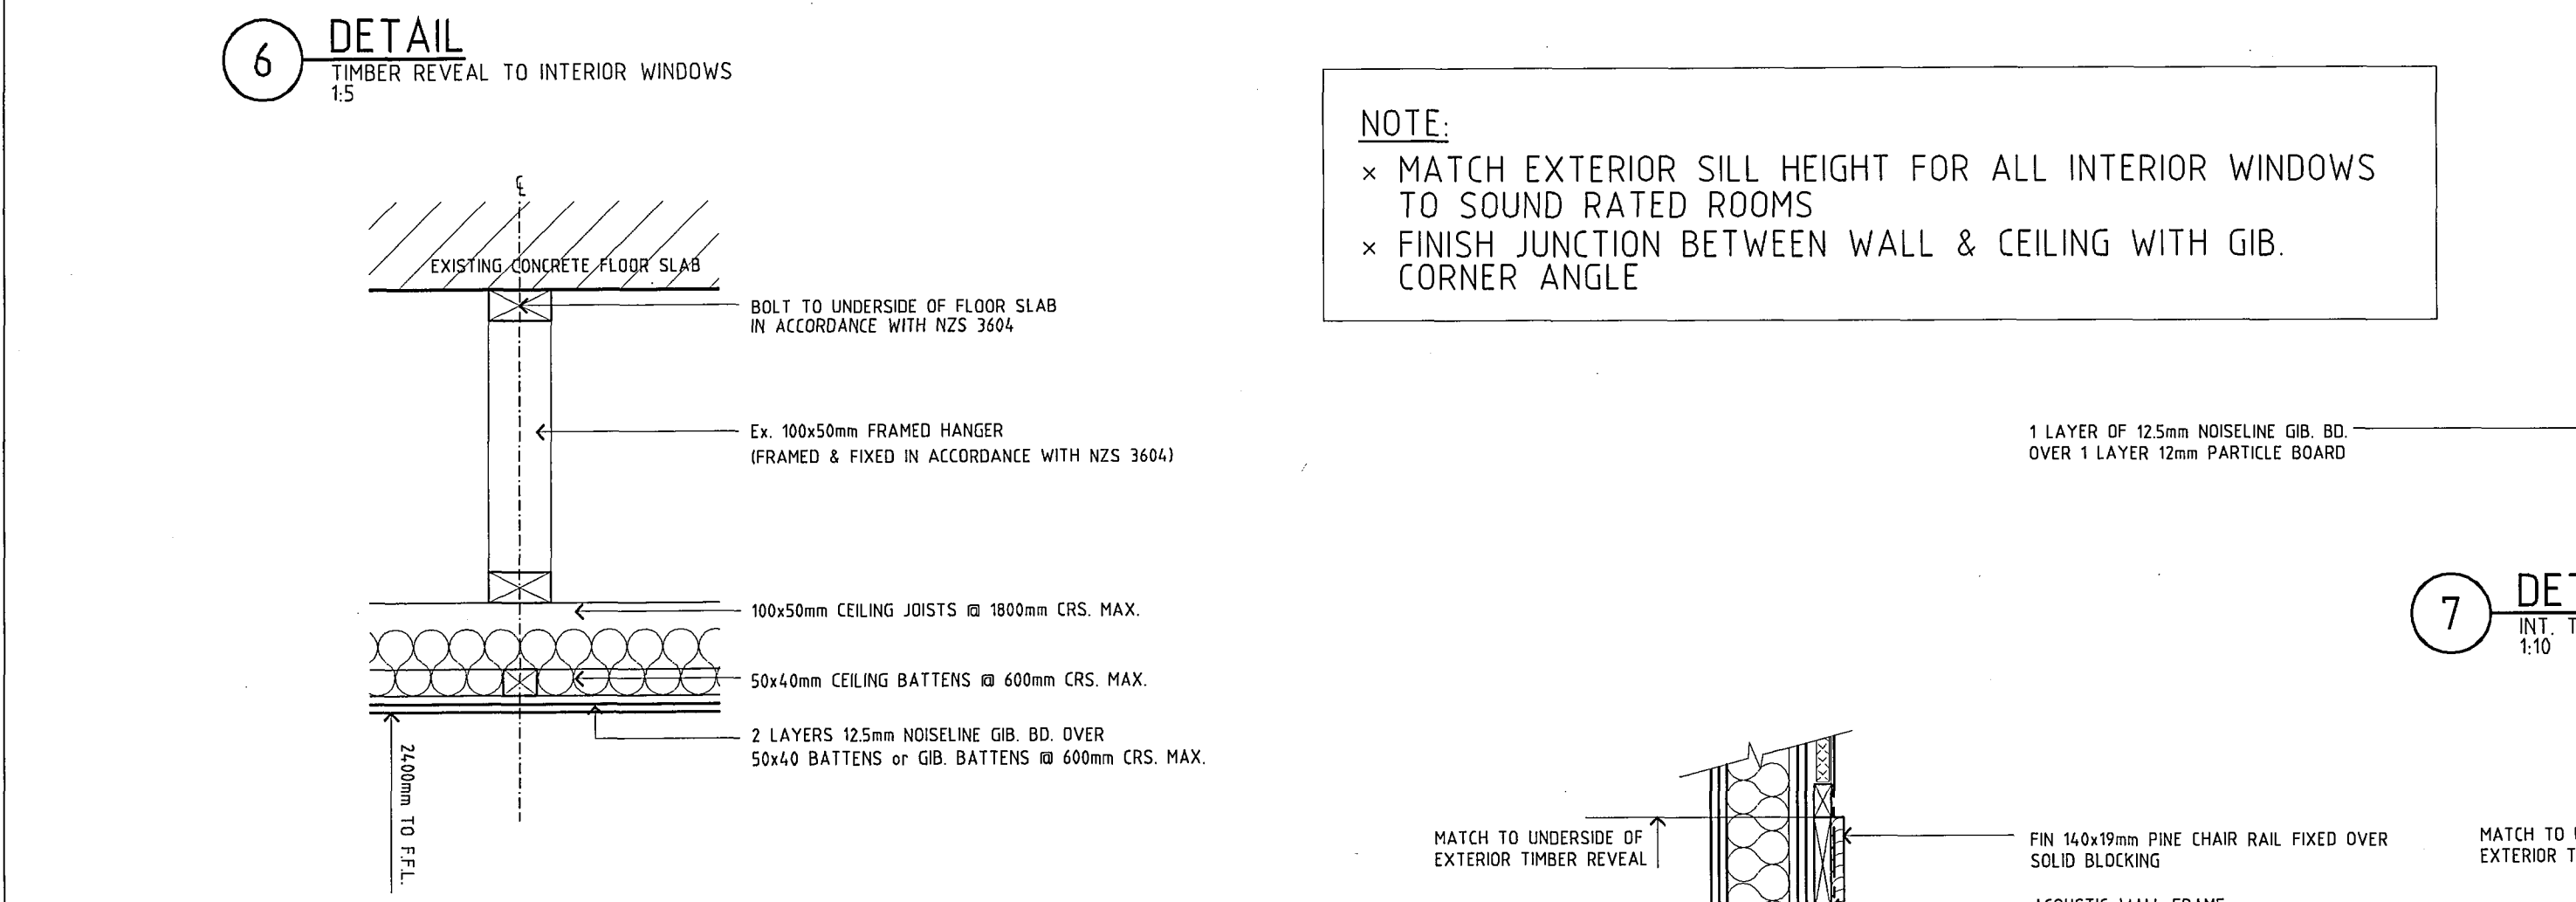 6
DETAIL
TIMBER REVEAL TO INTERIOR WINDOWS
1:5
NOTE:
× MATCH EXTERIOR SILL HEIGHT FOR ALL INTERIOR WINDOWS
TO SOUND RATED ROOMS
× FINISH JUNCTION BETWEEN WALL & CEILING WITH GIB.
CORNER ANGLE
℄
EXISTING CONCRETE FLOOR SLAB
BOLT TO UNDERSIDE OF FLOOR SLAB
IN ACCORDANCE WITH NZS 3604
Ex. 100x50mm FRAMED HANGER
(FRAMED & FIXED IN ACCORDANCE WITH NZS 3604)
100x50mm CEILING JOISTS @ 1800mm CRS. MAX.
50x40mm CEILING BATTENS @ 600mm CRS. MAX.
2 LAYERS 12.5mm NOISELINE GIB. BD. OVER
50x40 BATTENS or GIB. BATTENS @ 600mm CRS. MAX.
2400mm TO F.F.L.
1 LAYER OF 12.5mm NOISELINE GIB. BD.
OVER 1 LAYER 12mm PARTICLE BOARD
7
DET
INT. T
1:10
MATCH TO UNDERSIDE OF
EXTERIOR TIMBER REVEAL
FIN 140x19mm PINE CHAIR RAIL FIXED OVER
SOLID BLOCKING
MATCH TO
EXTERIOR T